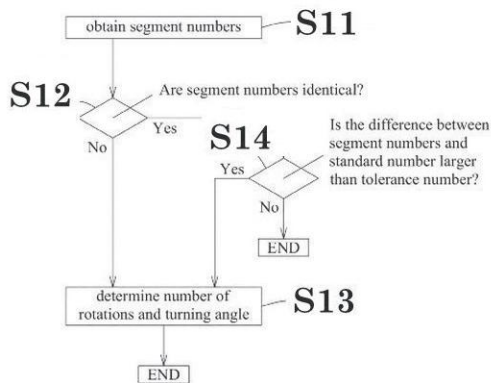 obtain segment numbers
S11
S12
Are segment numbers identical?
Yes
No
S14
Is the difference between
segment numbers and
standard number larger
than tolerance number?
Yes
No
END
determine number of
rotations and turning angle
S13
END